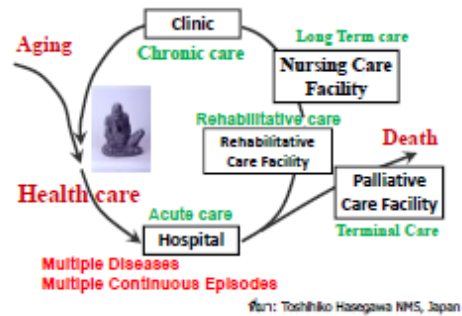 Clinic
Aging
Chronic care
Long Term care
Nursing Care
Facility
Rehabilitative care
Rehabilitative
Care Facility
Death
Health care
Palliative
Care Facility
Acute care
Hospital
Terminal Care
Multiple Diseases
Multiple Continuous Episodes
ที่มา: Toshihiko Hasegawa NMS, Japan